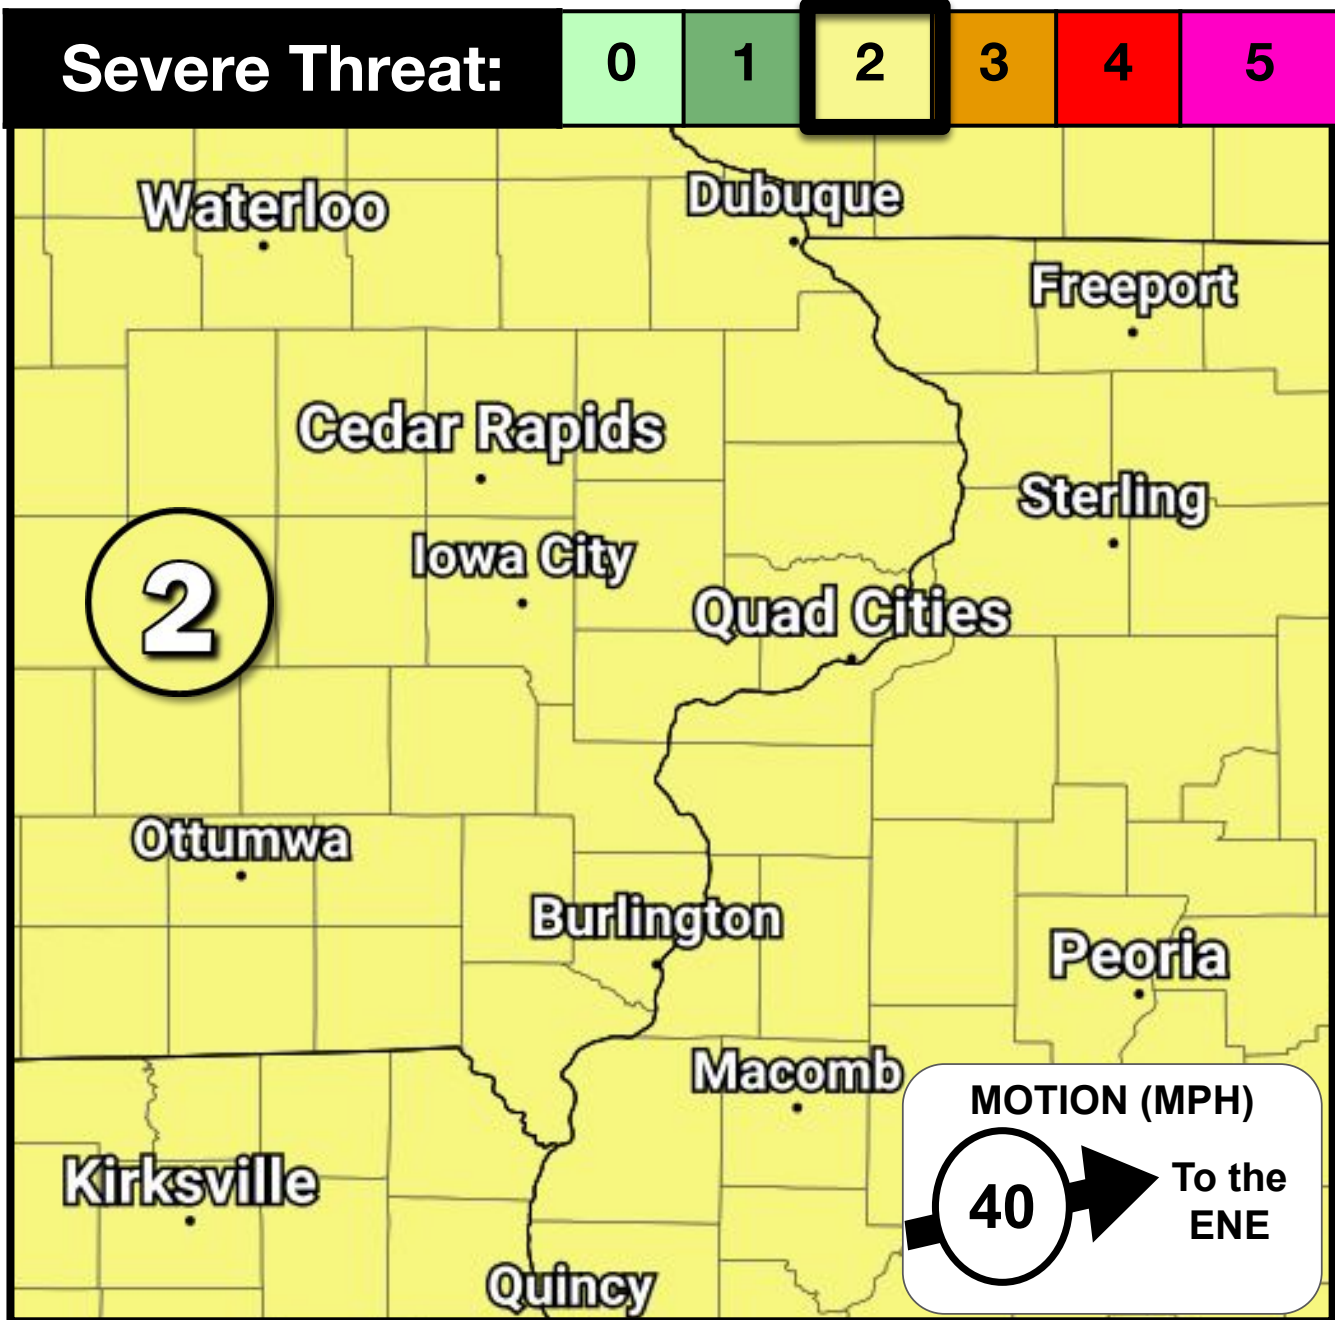 Severe Threat: 0 1 2 3 4 5
Waterloo
Dubuque
Freeport
Cedar Rapids
Sterling
Iowa City
2
Quad Cities
Ottumwa
Burlington
Peoria
Macomb
Kirksville
Quincy
MOTION (MPH)
40
To the
ENE